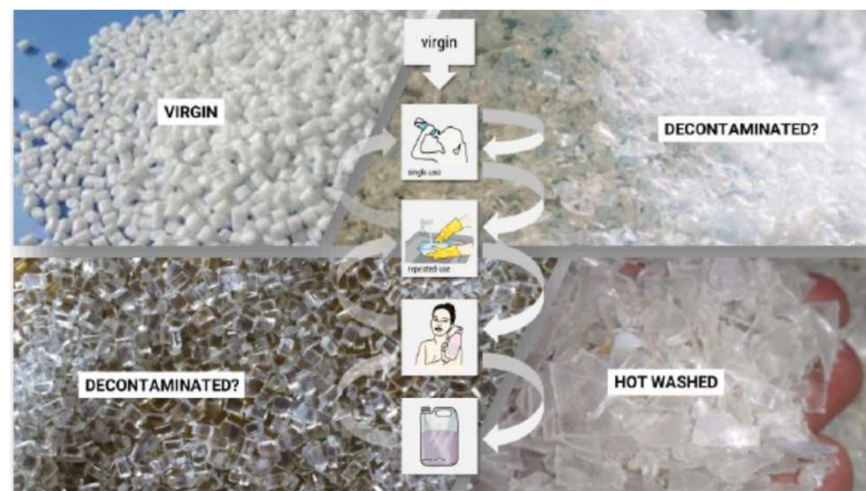 virgin
VIRGIN
DECONTAMINATED?
single use
repeated use
DECONTAMINATED?
HOT WASHED